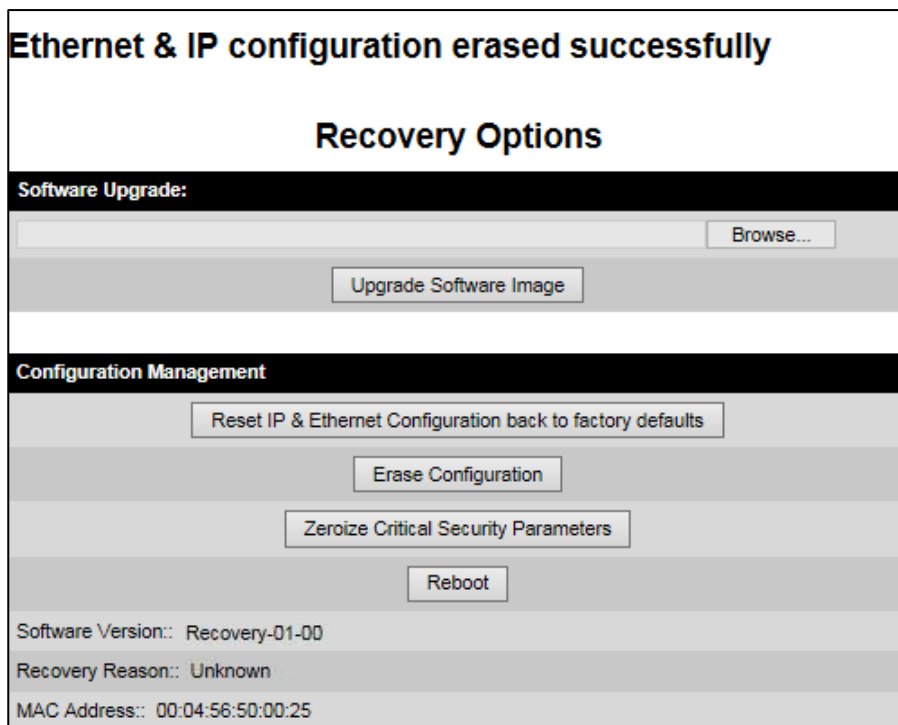 Ethernet & IP configuration erased successfully
Recovery Options
Software Upgrade:
Browse...
Upgrade Software Image
Configuration Management
Reset IP & Ethernet Configuration back to factory defaults
Erase Configuration
Zeroize Critical Security Parameters
Reboot
Software Version:: Recovery-01-00
Recovery Reason:: Unknown
MAC Address:: 00:04:56:50:00:25